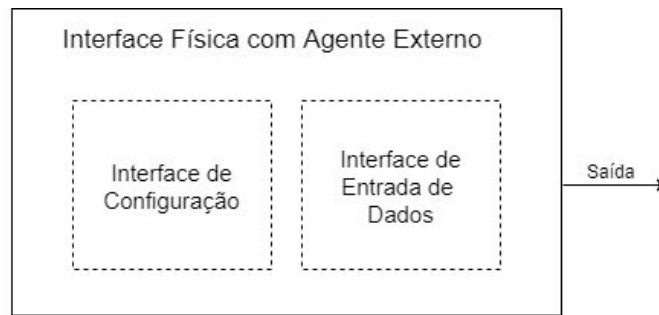 Interface Física com Agente Externo
Interface de
Configuração
Interface de
Entrada de
Dados
Saída